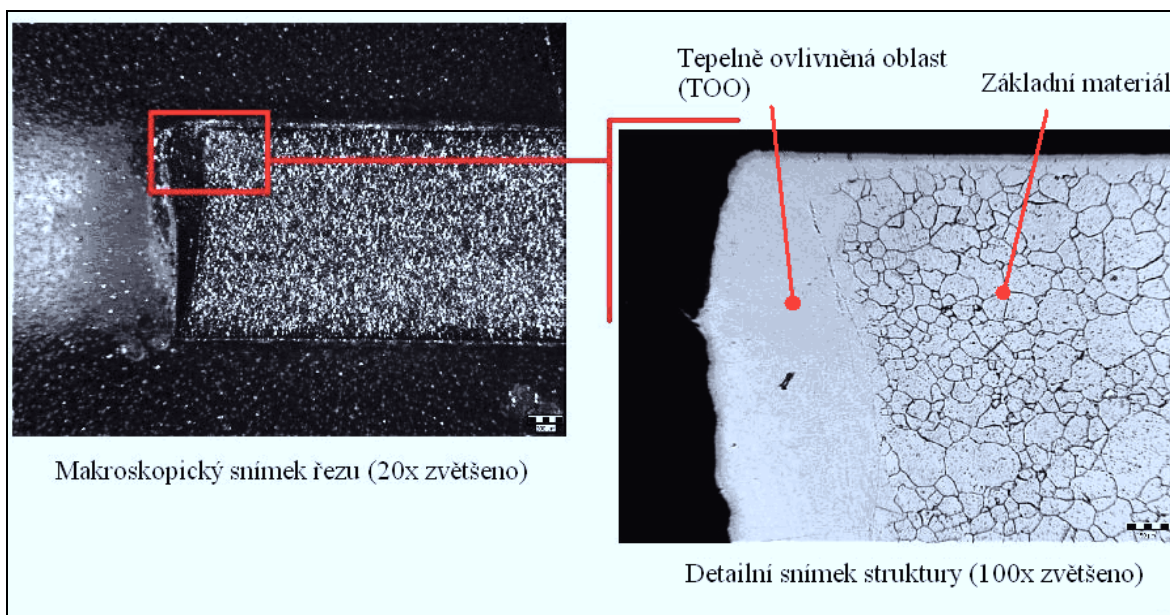 Tepelně ovlivněná oblast
(TOO)
Základní materiál
Makroskopický snímek řezu (20x zvětšeno)
Detailní snímek struktury (100x zvětšeno)